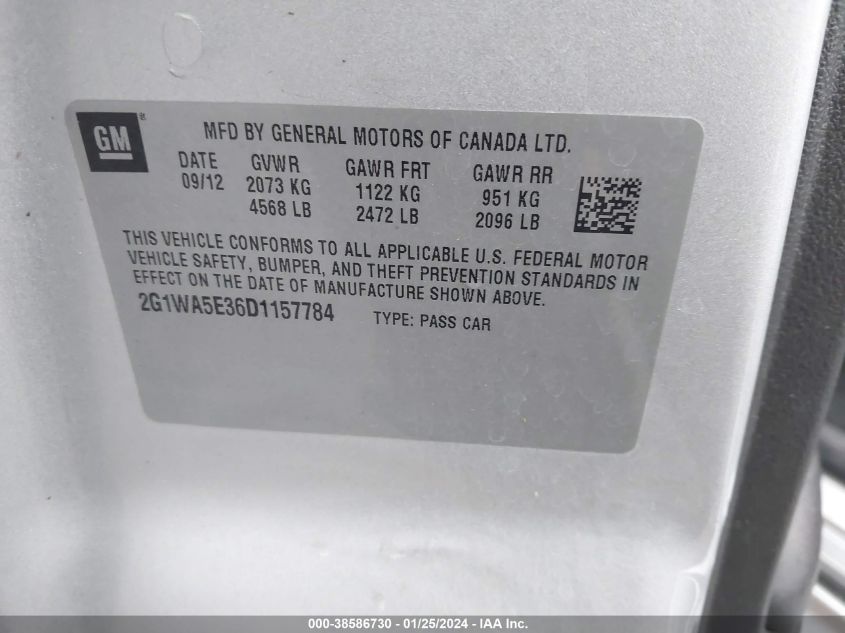 GM
MFD BY GENERAL MOTORS OF CANADA LTD.
DATE GVWR GAWR FRT GAWR RR
09/12 2073 KG 1122 KG 951 KG
4568 LB 2472 LB 2096 LB
THIS VEHICLE CONFORMS TO ALL APPLICABLE U.S. FEDERAL MOTOR
VEHICLE SAFETY, BUMPER, AND THEFT PREVENTION STANDARDS IN
EFFECT ON THE DATE OF MANUFACTURE SHOWN ABOVE.
2G1WA5E36D1157784 TYPE: PASS CAR
000-38586730 - 01/25/2024 - IAA Inc.